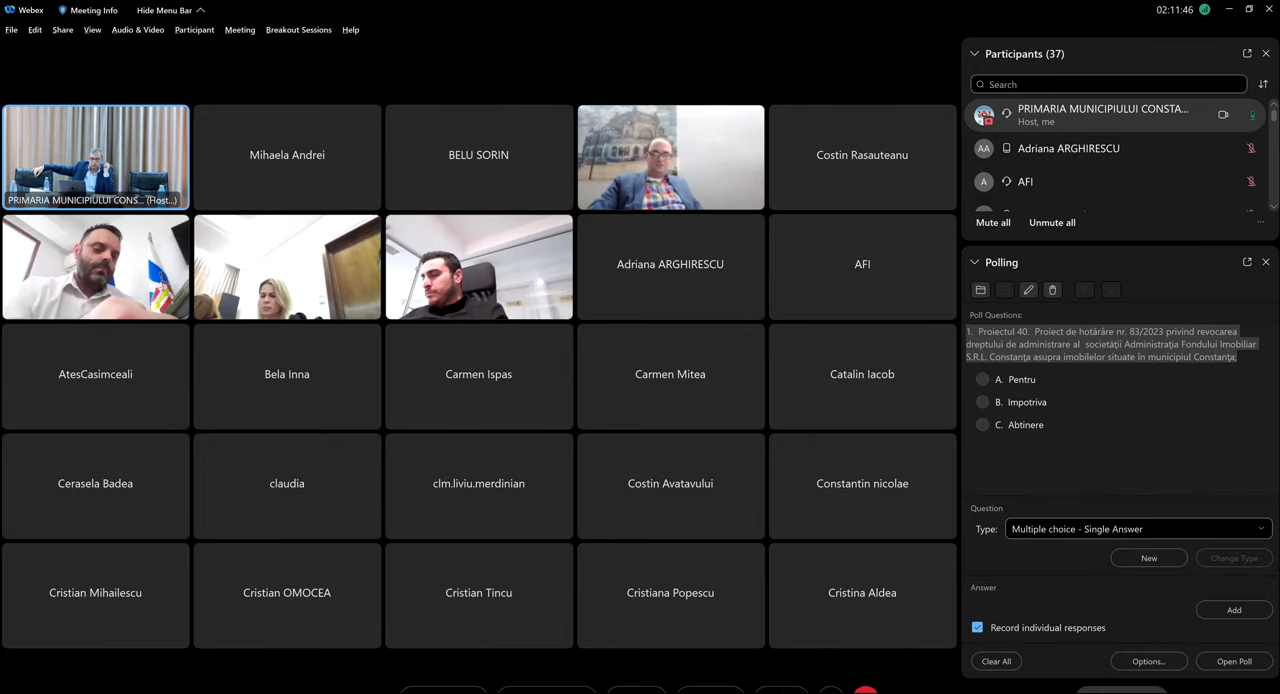 Webex
Meeting Info
Hide Menu Bar
02:11:46
File
Edit
Share
View
Audio & Video
Participant
Meeting
Breakout Sessions
Help
PRIMARIA MUNICIPIULUI CONS... (Host...)
Mihaela Andrei
BELU SORIN
Costin Rasauteanu
Adriana ARGHIRESCU
AFI
AtesCasimceali
Bela Inna
Carmen Ispas
Carmen Mitea
Catalin Iacob
Cerasela Badea
claudia
clm.liviu.merdinian
Costin Avatavului
Constantin nicolae
Cristian Mihailescu
Cristian OMOCEA
Cristian Tincu
Cristiana Popescu
Cristina Aldea
Participants (37)
Search
PRIMARIA MUNICIPIULUI CONSTA...
Host, me
AA
Adriana ARGHIRESCU
A
AFI
Mute all
Unmute all
...
Polling
Poll Questions:
1. Proiectul 40. Proiect de hotărâre nr. 83/2023 privind revocarea
dreptului de administrare al societății Administrația Fondului Imobiliar
S.R.L. Constanța asupra imobilelor situate în municipiul Constanța;
A. Pentru
B. Impotriva
C. Abtinere
Question
Type:
Multiple choice - Single Answer
New
Change Type
Answer
Add
Record individual responses
Clear All
Options...
Open Poll